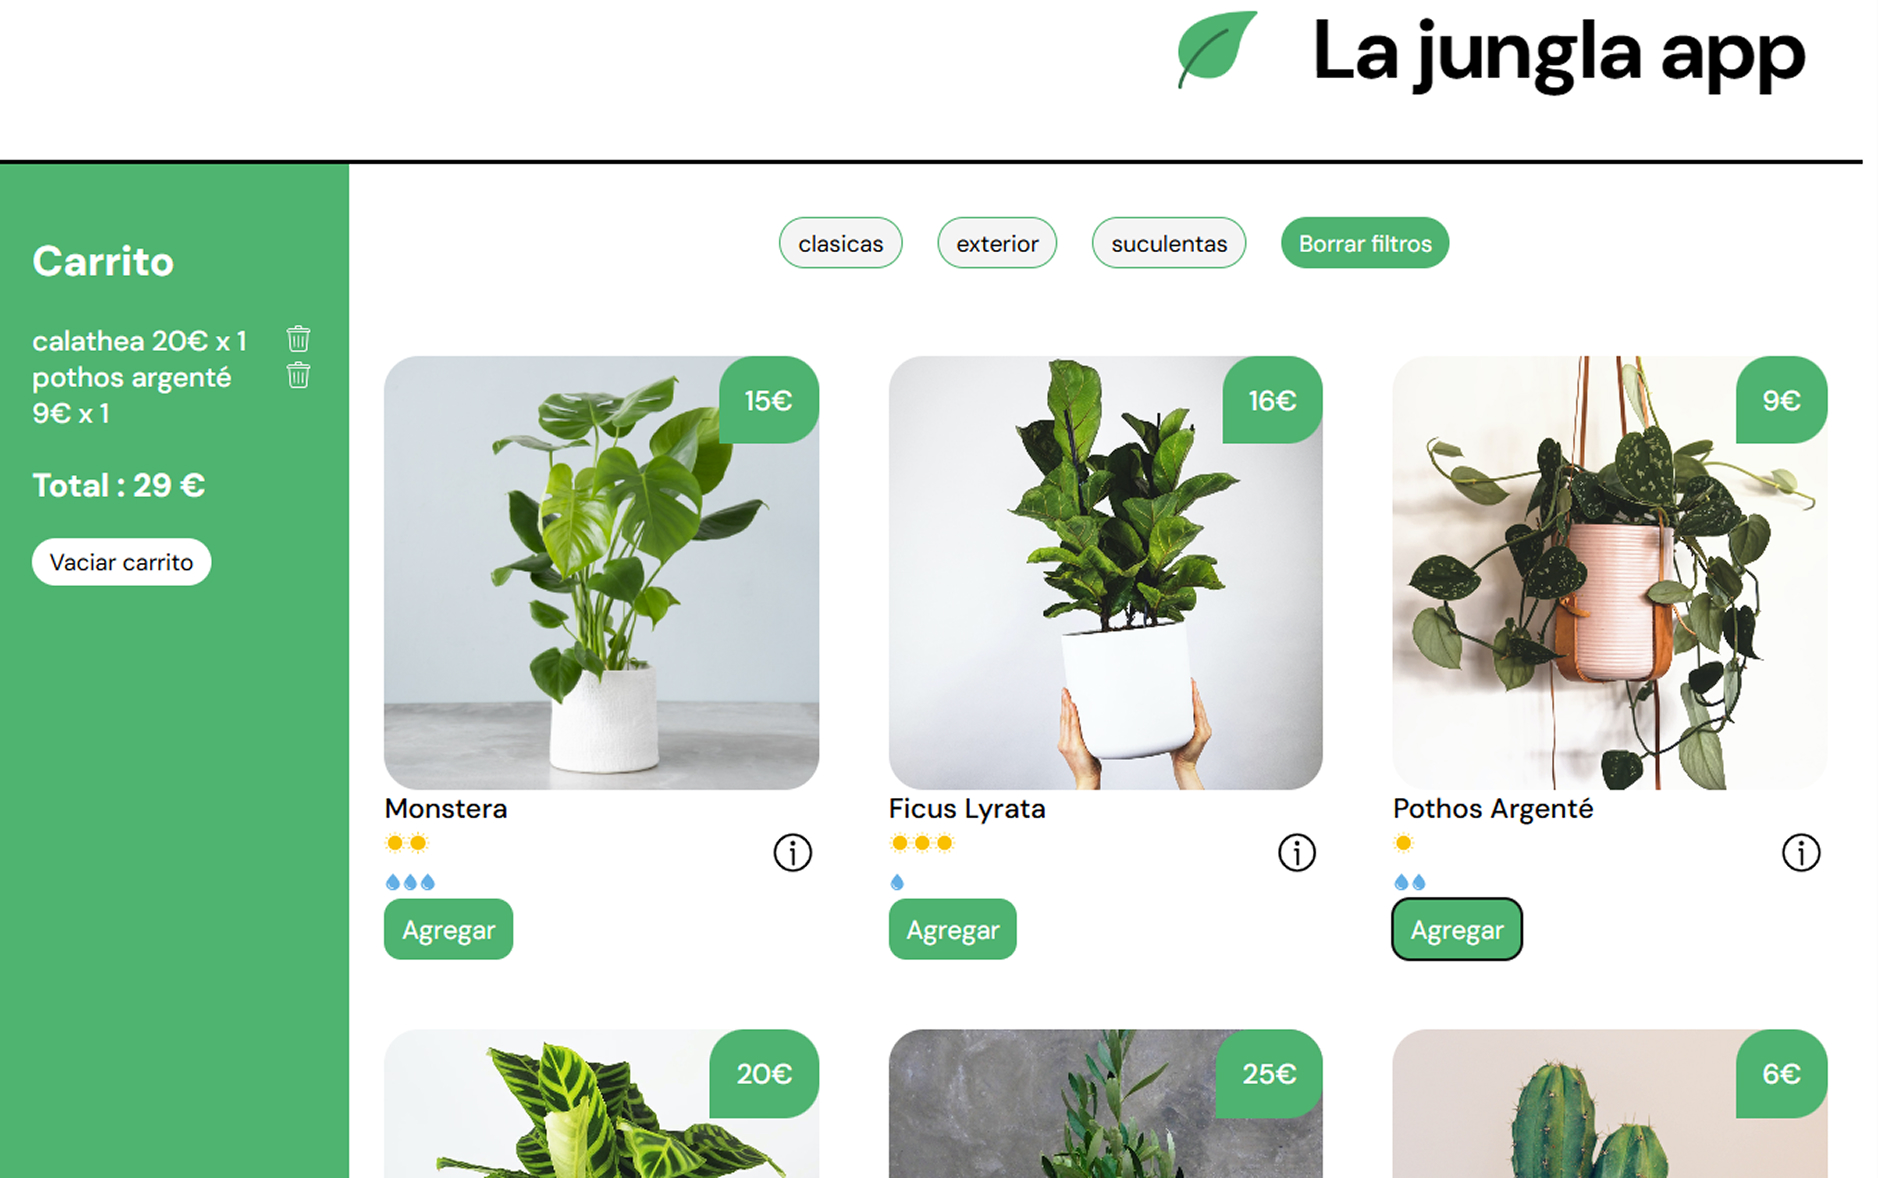 La jungla app
Carrito
calathea 20€ x 1
pothos argenté
9€ x 1
Total : 29 €
Vaciar carrito
clasicas
exterior
suculentas
Borrar filtros
15€
16€
9€
Monstera
Ficus Lyrata
Pothos Argenté
Agregar
Agregar
Agregar
20€
25€
6€